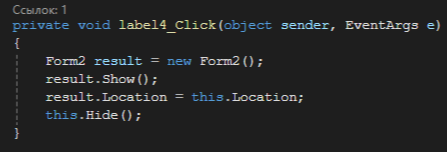 Ссылок: 1
private void label4_Click(object sender, EventArgs e)
{
Form2 result = new Form2();
result.Show();
result.Location = this.Location;
this.Hide();
}